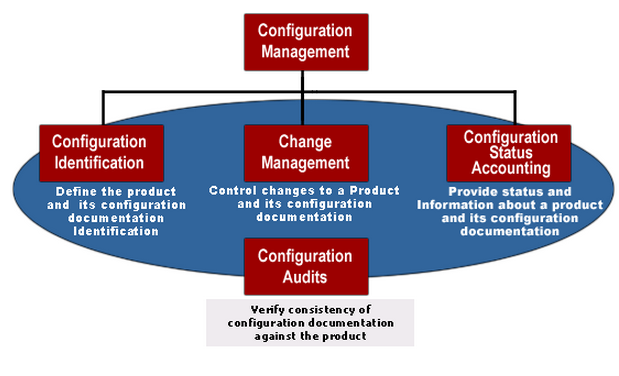 Configuration
Management
Configuration
Identification
Define the product
and its configuration
documentation
Identification
Change
Management
Control changes to a Product
and its configuration
documentation
Configuration
Status
Accounting
Provide status and
Information about a product
and its configuration
documentation
Configuration
Audits
Verify consistency of
configuration documentation
against the product